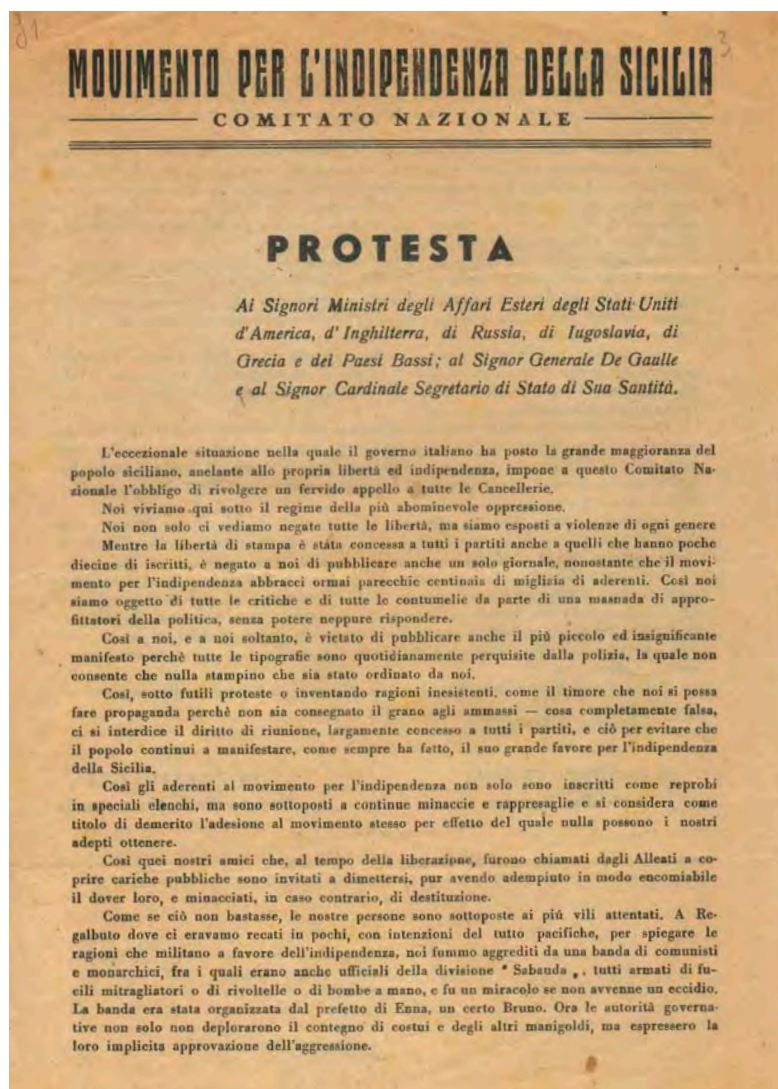 MOVIMENTO PER L'INDIPENDENZA DELLA SICILIA
COMITATO NAZIONALE
PROTESTA
Ai Signori Ministri degli Affari Esteri degli Stati Uniti
d'America, d'Inghilterra, di Russia, di Iugoslavia, di
Grecia e dei Paesi Bassi; al Signor Generale De Gaulle
e al Signor Cardinale Segretario di Stato di Sua Santità.
L'eccezionale situazione nella quale il governo italiano ha posto la grande maggioranza del
popolo siciliano, anelante allo propria libertà ed indipendenza, impone a questo Comitato Na-
zionale l'obbligo di rivolgere un fervido appello a tutte le Cancellerie.
Noi viviamo qui sotto il regime della più abominevole oppressione.
Noi non solo ci vediamo negate tutte le libertà, ma siamo esposti a violenze di ogni genere
Mentre la libertà di stampa è stata concessa a tutti i partiti anche a quelli che hanno poche
diecine di iscritti, è negato a noi di pubblicare anche un solo giornale, nonostante che il movi-
mento per l'indipendenza abbracci ormai parecchie centinaia di migliaia di aderenti. Così noi
siamo oggetto di tutte le critiche e di tutte le contumelie da parte di una masnada di appro-
fittatori della politica, senza potere neppure rispondere.
Così a noi, e a noi soltanto, è vietato di pubblicare anche il più piccolo ed insignificante
manifesto perchè tutte le tipografie sono quotidianamente perquisite dalla polizia, la quale non
consente che nulla stampino che sia stato ordinato da noi.
Così, sotto futili proteste o inventando ragioni inesistenti, come il timore che noi si possa
fare propaganda perchè non sia consegnato il grano agli ammassi — cosa completamente falsa,
ci si interdice il diritto di riunione, largamente concesso a tutti i partiti, e ciò per evitare che
il popolo continui a manifestare, come sempre ha fatto, il suo grande favore per l'indipendenza
della Sicilia.
Così gli aderenti al movimento per l'indipendenza non solo sono inscritti come reprobi
in speciali elenchi, ma sono sottoposti a continue minaccie e rappresaglie e si considera come
titolo di demerito l'adesione al movimento stesso per effetto del quale nulla possono i nostri
adepti ottenere.
Così quei nostri amici che, al tempo della liberazione, furono chiamati dagli Alleati a co-
prire cariche pubbliche sono invitati a dimettersi, pur avendo adempiuto in modo encomiabile
il dover loro, e minacciati, in caso contrario, di destituzione.
Come se ciò non bastasse, le nostre persone sono sottoposte ai più vili attentati. A Re-
galbuto dove ci eravamo recati in pochi, con intenzioni del tutto pacifiche, per spiegare le
ragioni che militano a favore dell'indipendenza, noi fummo aggrediti da una banda di comunisti
e monarchici, fra i quali erano anche ufficiali della divisione " Sabauda „, tutti armati di fu-
cili mitragliatori o di rivoltelle o di bombe a mano, e fu un miracolo se non avvenne un eccidio.
La banda era stata organizzata dal prefetto di Enna, un certo Bruno. Ora le autorità governa-
tive non solo non deplorarono il contegno di costui e degli altri manigoldi, ma espressero la
loro implicita approvazione dell'aggressione.